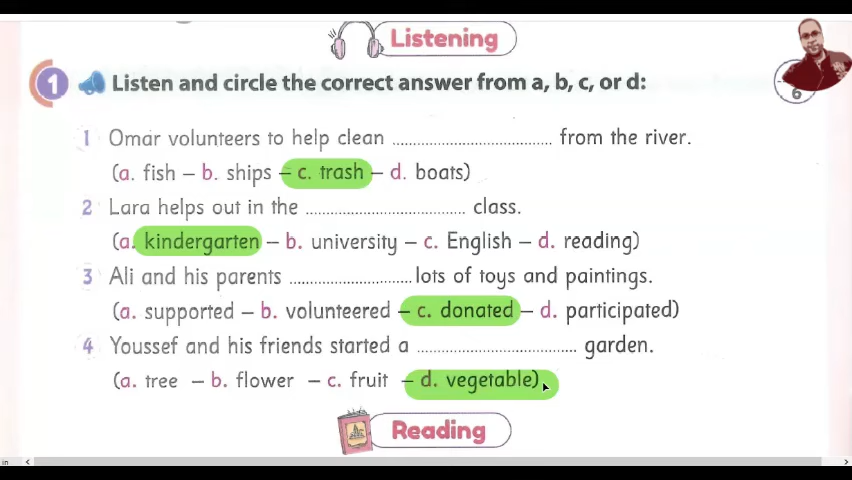 Listening
1 Listen and circle the correct answer from a, b, c, or d:
6
1 Omar volunteers to help clean ........................................ from the river.
(a. fish – b. ships – c. trash – d. boats)
2 Lara helps out in the ........................................ class.
(a. kindergarten – b. university – c. English – d. reading)
3 Ali and his parents ............................... lots of toys and paintings.
(a. supported – b. volunteered – c. donated – d. participated)
4 Youssef and his friends started a ........................................ garden.
(a. tree – b. flower – c. fruit – d. vegetable)
Reading
in